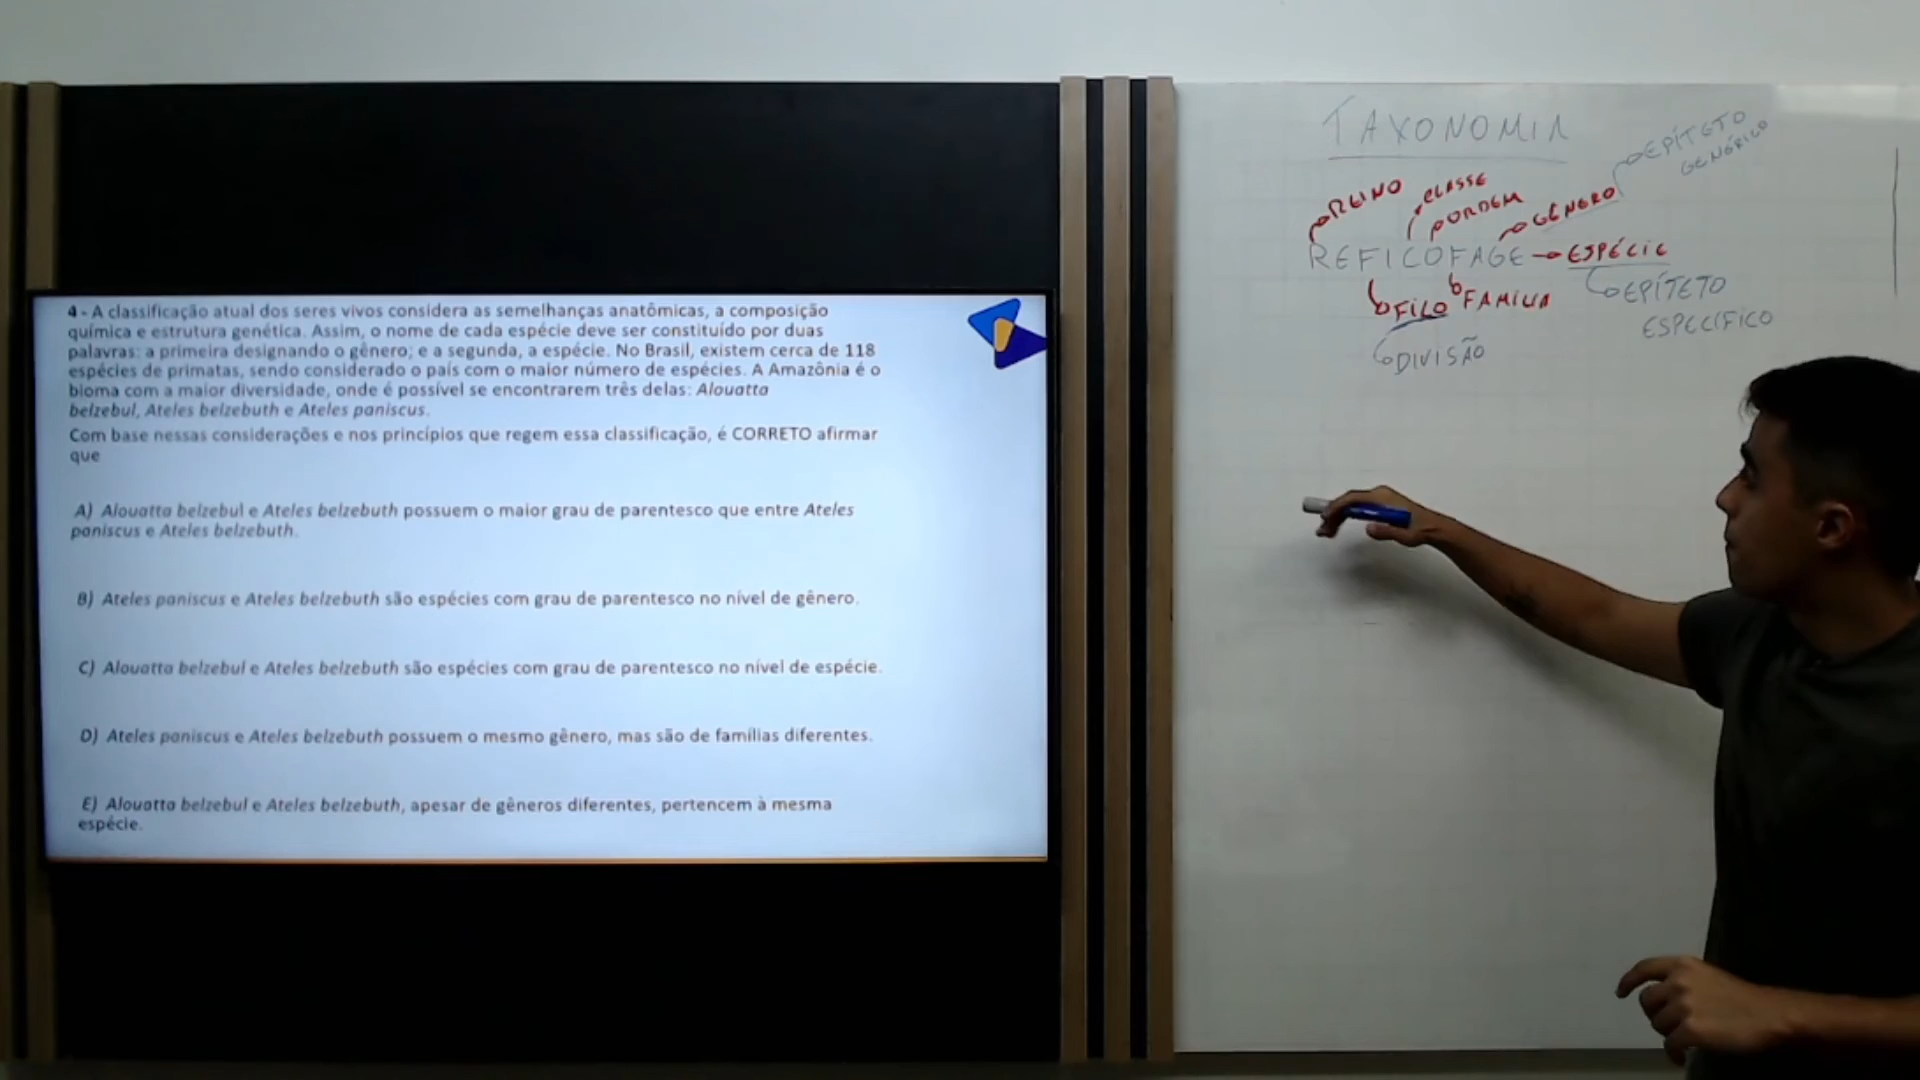 4 - A classificação atual dos seres vivos considera as semelhanças anatômicas, a composição
química e estrutura genética. Assim, o nome de cada espécie deve ser constituído por duas
palavras: a primeira designando o gênero; e a segunda, a espécie. No Brasil, existem cerca de 118
espécies de primatas, sendo considerado o país com o maior número de espécies. A Amazônia é o
bioma com a maior diversidade, onde é possível se encontrarem três delas: Alouatta
belzebul, Ateles belzebuth e Ateles paniscus.
Com base nessas considerações e nos princípios que regem essa classificação, é CORRETO afirmar
que
A) Alouatta belzebul e Ateles belzebuth possuem o maior grau de parentesco que entre Ateles
paniscus e Ateles belzebuth.
B) Ateles paniscus e Ateles belzebuth são espécies com grau de parentesco no nível de gênero.
C) Alouatta belzebul e Ateles belzebuth são espécies com grau de parentesco no nível de espécie.
D) Ateles paniscus e Ateles belzebuth possuem o mesmo gênero, mas são de famílias diferentes.
E) Alouatta belzebul e Ateles belzebuth, apesar de gêneros diferentes, pertencem à mesma
espécie.
TAXONOMIA
EPÍTETO
GENÉRICO
REINO
CLASSE
ORDEM
GÊNERO
REFICOFAGE → ESPÉCIE
FILO
FAMÍLIA
EPÍTETO
ESPECÍFICO
DIVISÃO